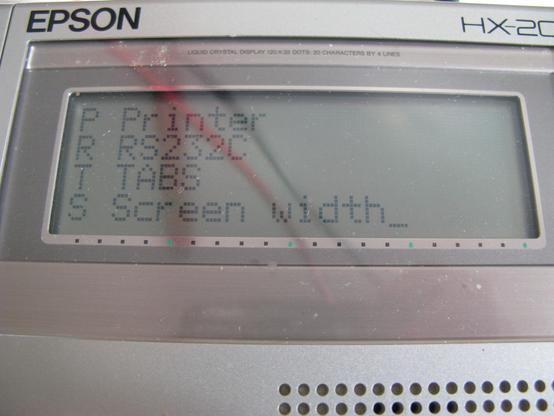 EPSON
HX-20
LIQUID CRYSTAL DISPLAY 120×32 DOTS: 20 CHARACTERS BY 4 LINES
P Printer
R RS232C
T TABS
S Screen width_